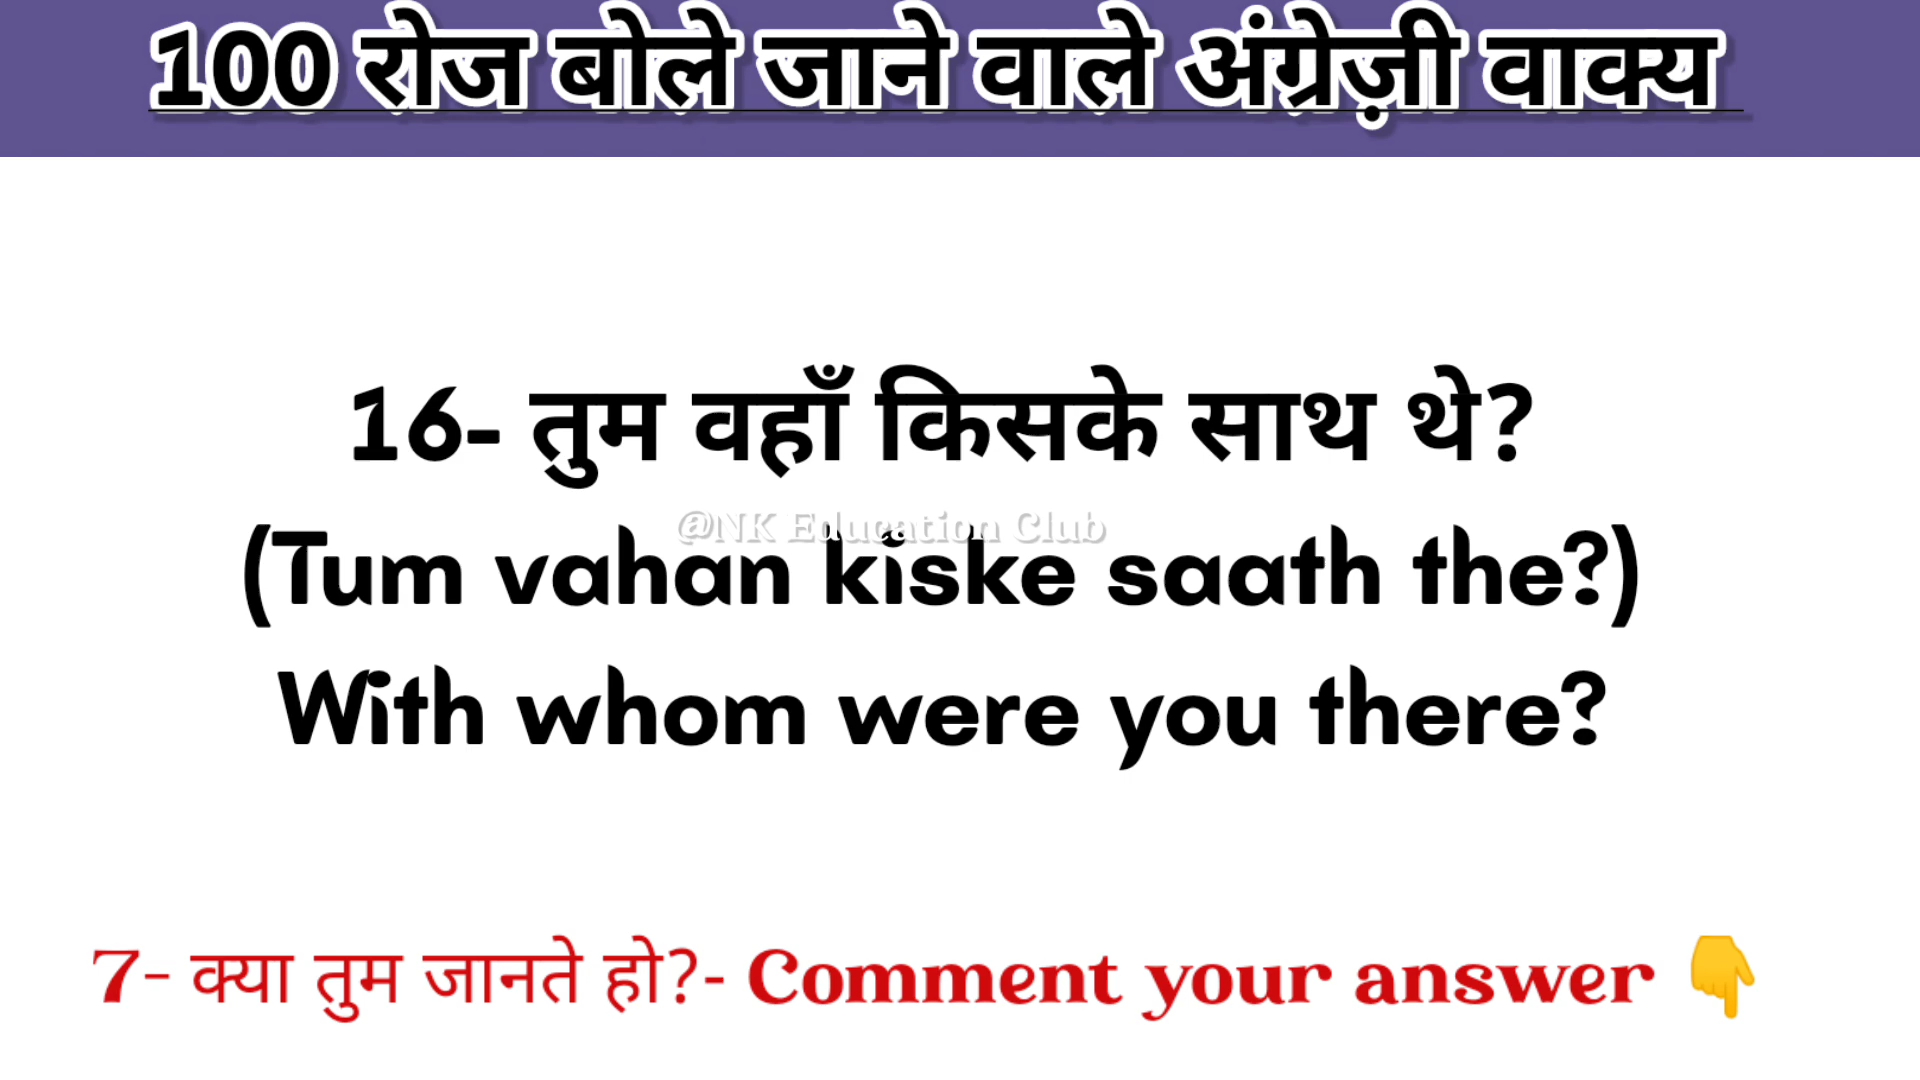 100 रोज बोले जाने वाले अंग्रेज़ी वाक्य
16- तुम वहाँ किसके साथ थे?
@NK Education Club
(Tum vahan kiske saath the?)
With whom were you there?
7- क्या तुम जानते हो?- Comment your answer 👇